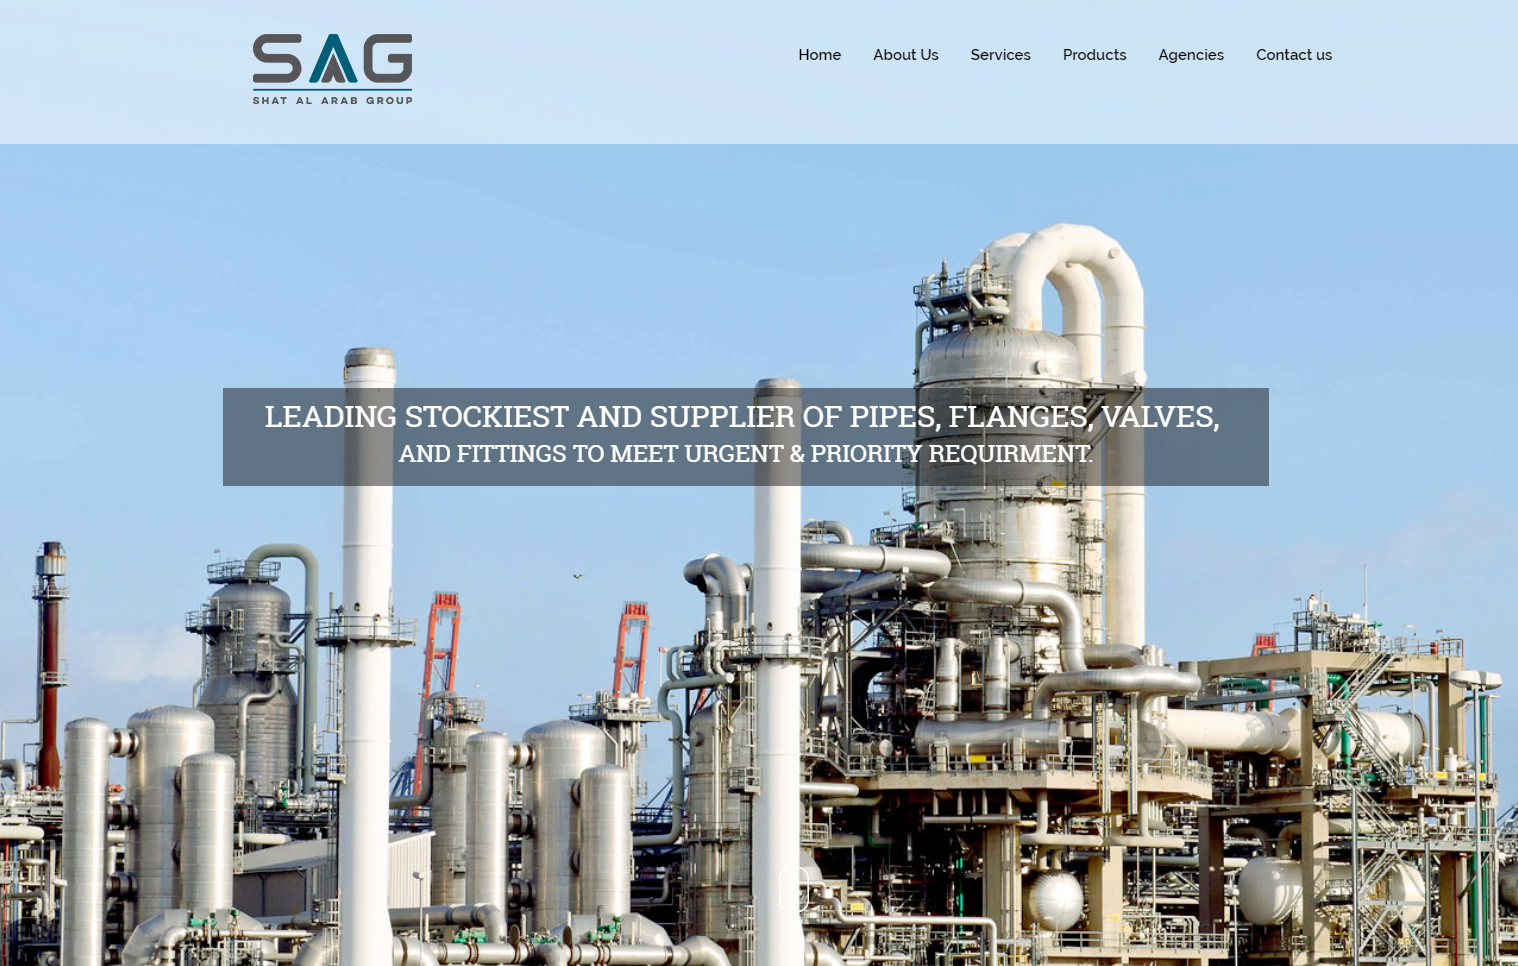 SAG
SHAT AL ARAB GROUP
Home About Us Services Products Agencies Contact us
LEADING STOCKIEST AND SUPPLIER OF PIPES, FLANGES, VALVES,
AND FITTINGS TO MEET URGENT & PRIORITY REQUIRMENT.